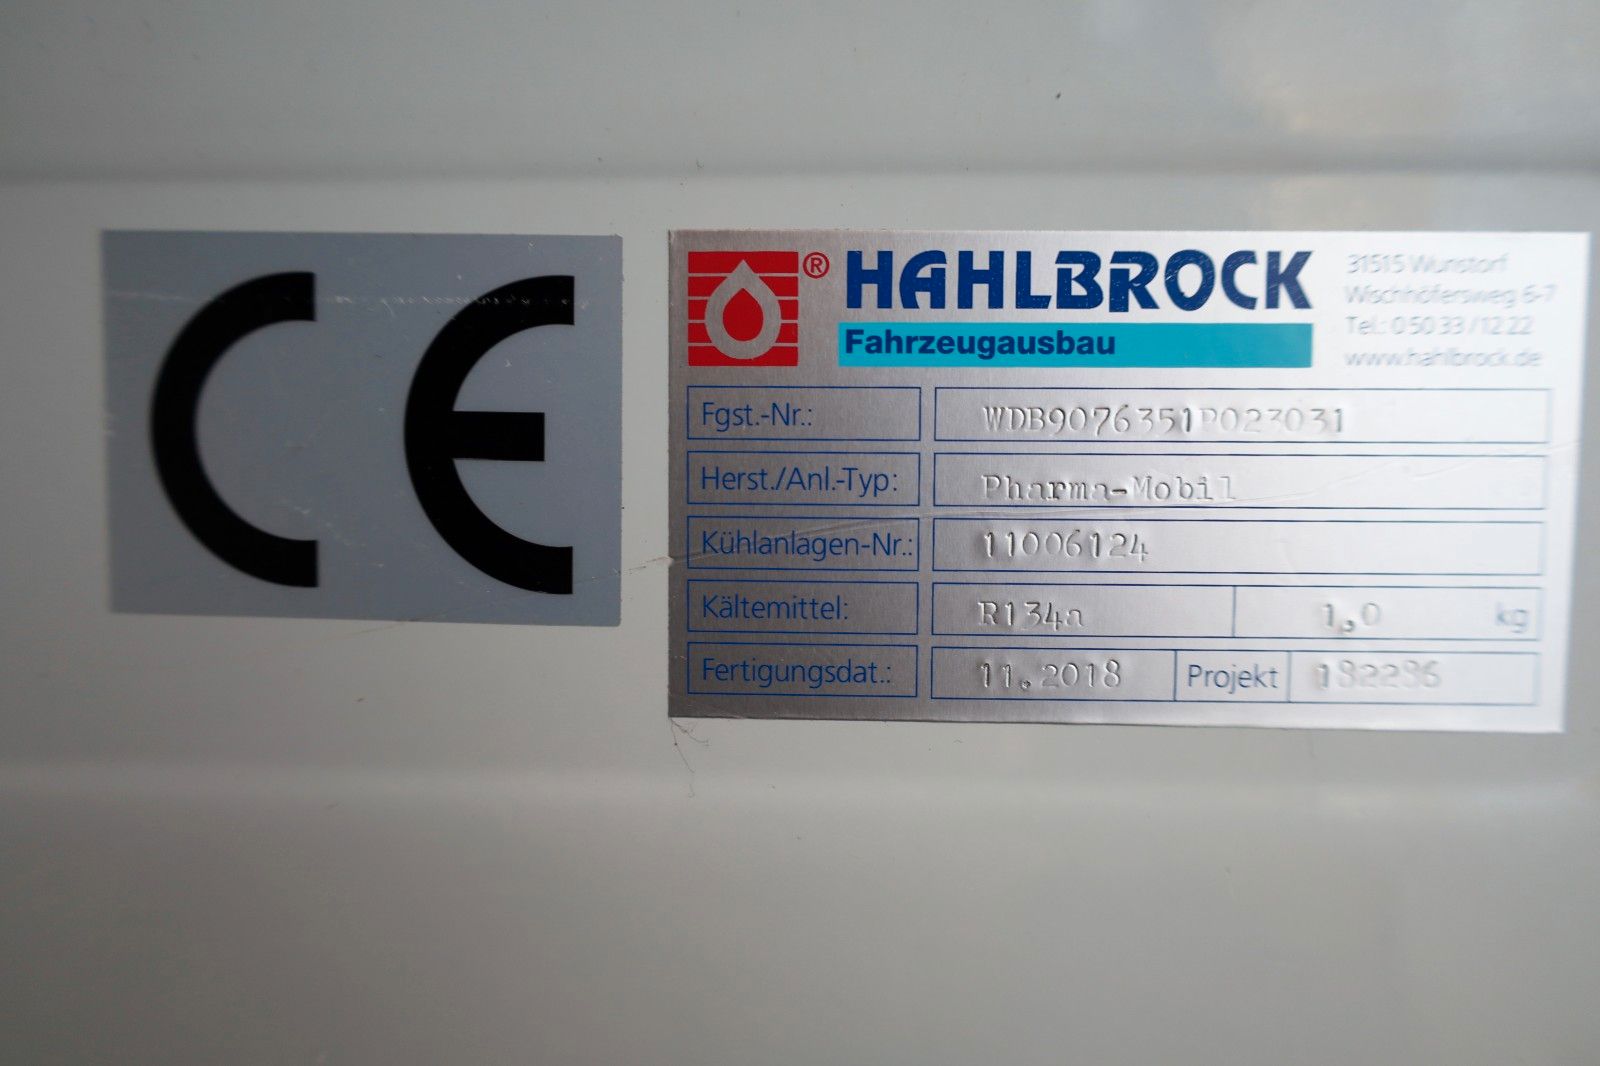 CE
® HAHLBROCK
Fahrzeugausbau
31515 Wunstorf
Wischhöfersweg 6-7
Tel.: 0 50 33 / 12 22
www.hahlbrock.de
Fgst.-Nr.: WDB9076351P023031
Herst./Anl.-Typ: Pharma-Mobil
Kühlanlagen-Nr.: 11006124
Kältemittel: R134a 1,0 kg
Fertigungsdat.: 11.2018 Projekt 182286